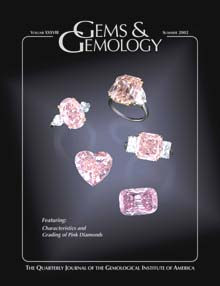 GEMS &
VOLUME XXXVIII
GEMOLOGY
SUMMER 2002
Featuring:
Characteristics and
Grading of Pink Diamonds
THE QUARTERLY JOURNAL OF THE GEMOLOGICAL INSTITUTE OF AMERICA